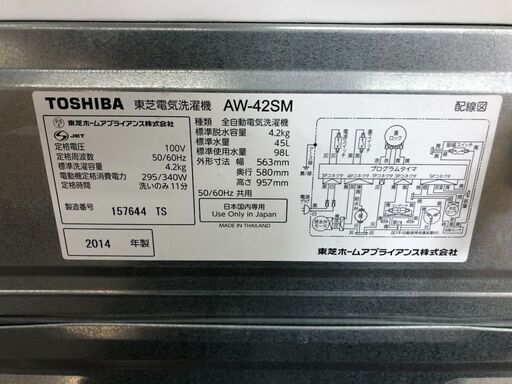 TOSHIBA 東芝電気洗濯機 AW-42SM 配線図
東芝ホームアプライアンス株式会社
JET
定格電圧 100V
定格周波数 50/60Hz
標準洗濯容量 4.2kg
電動機定格消費電力 295/340W
定格時間 洗いのみ 11分
製造番号 157644 TS
2014 年製
種類 全自動電気洗濯機
標準脱水容量 4.2kg
標準水量 45L
標準使用水量 98L
外形寸法 幅 563mm
奥行 580mm
高さ 957mm
50/60Hz 共用
日本国内専用
Use Only in Japan
MADE IN THAILAND
蓋
ロック
プログラムタイマ
東芝ホームアプライアンス株式会社